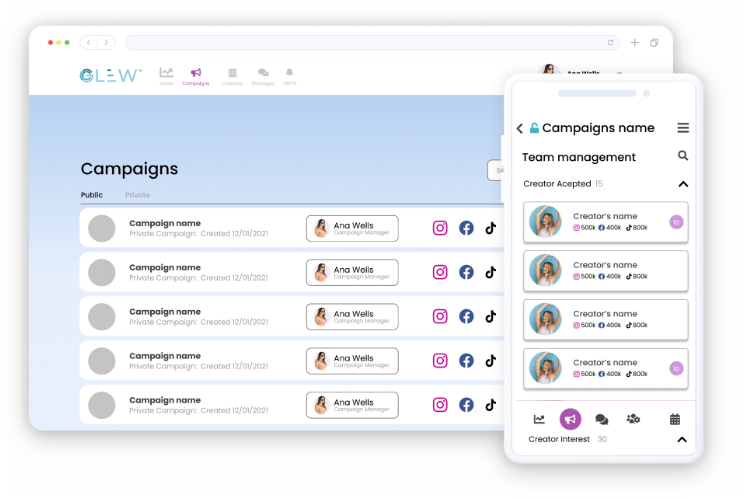 GLEW™
Home
Campaigns
Calendar
Messages
Ana Wells
Campaigns
Public
Private
Campaign name
Private Campaign: Created 12/01/2021
Ana Wells
Campaign Manager
Campaign name
Private Campaign: Created 12/01/2021
Ana Wells
Campaign Manager
Campaign name
Private Campaign: Created 12/01/2021
Ana Wells
Campaign Manager
Campaign name
Private Campaign: Created 12/01/2021
Ana Wells
Campaign Manager
Campaign name
Private Campaign: Created 12/01/2021
Ana Wells
Campaign Manager
Campaigns name
Team management
Creator Acepted 15
Creator's name
500k 400k 800k
10
Creator's name
500k 400k 800k
Creator's name
500k 400k 800k
Creator's name
500k 400k 800k
10
Creator Interest 30